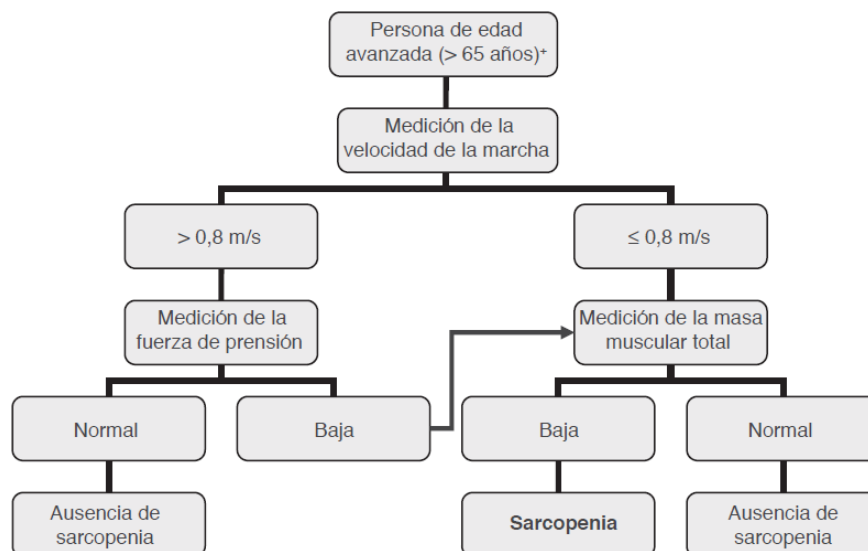 Persona de edad
avanzada (> 65 años)⁺
Medición de la
velocidad de la marcha
> 0,8 m/s
≤ 0,8 m/s
Medición de la
fuerza de prensión
Medición de la masa
muscular total
Normal
Baja
Baja
Normal
Ausencia de
sarcopenia
Sarcopenia
Ausencia de
sarcopenia